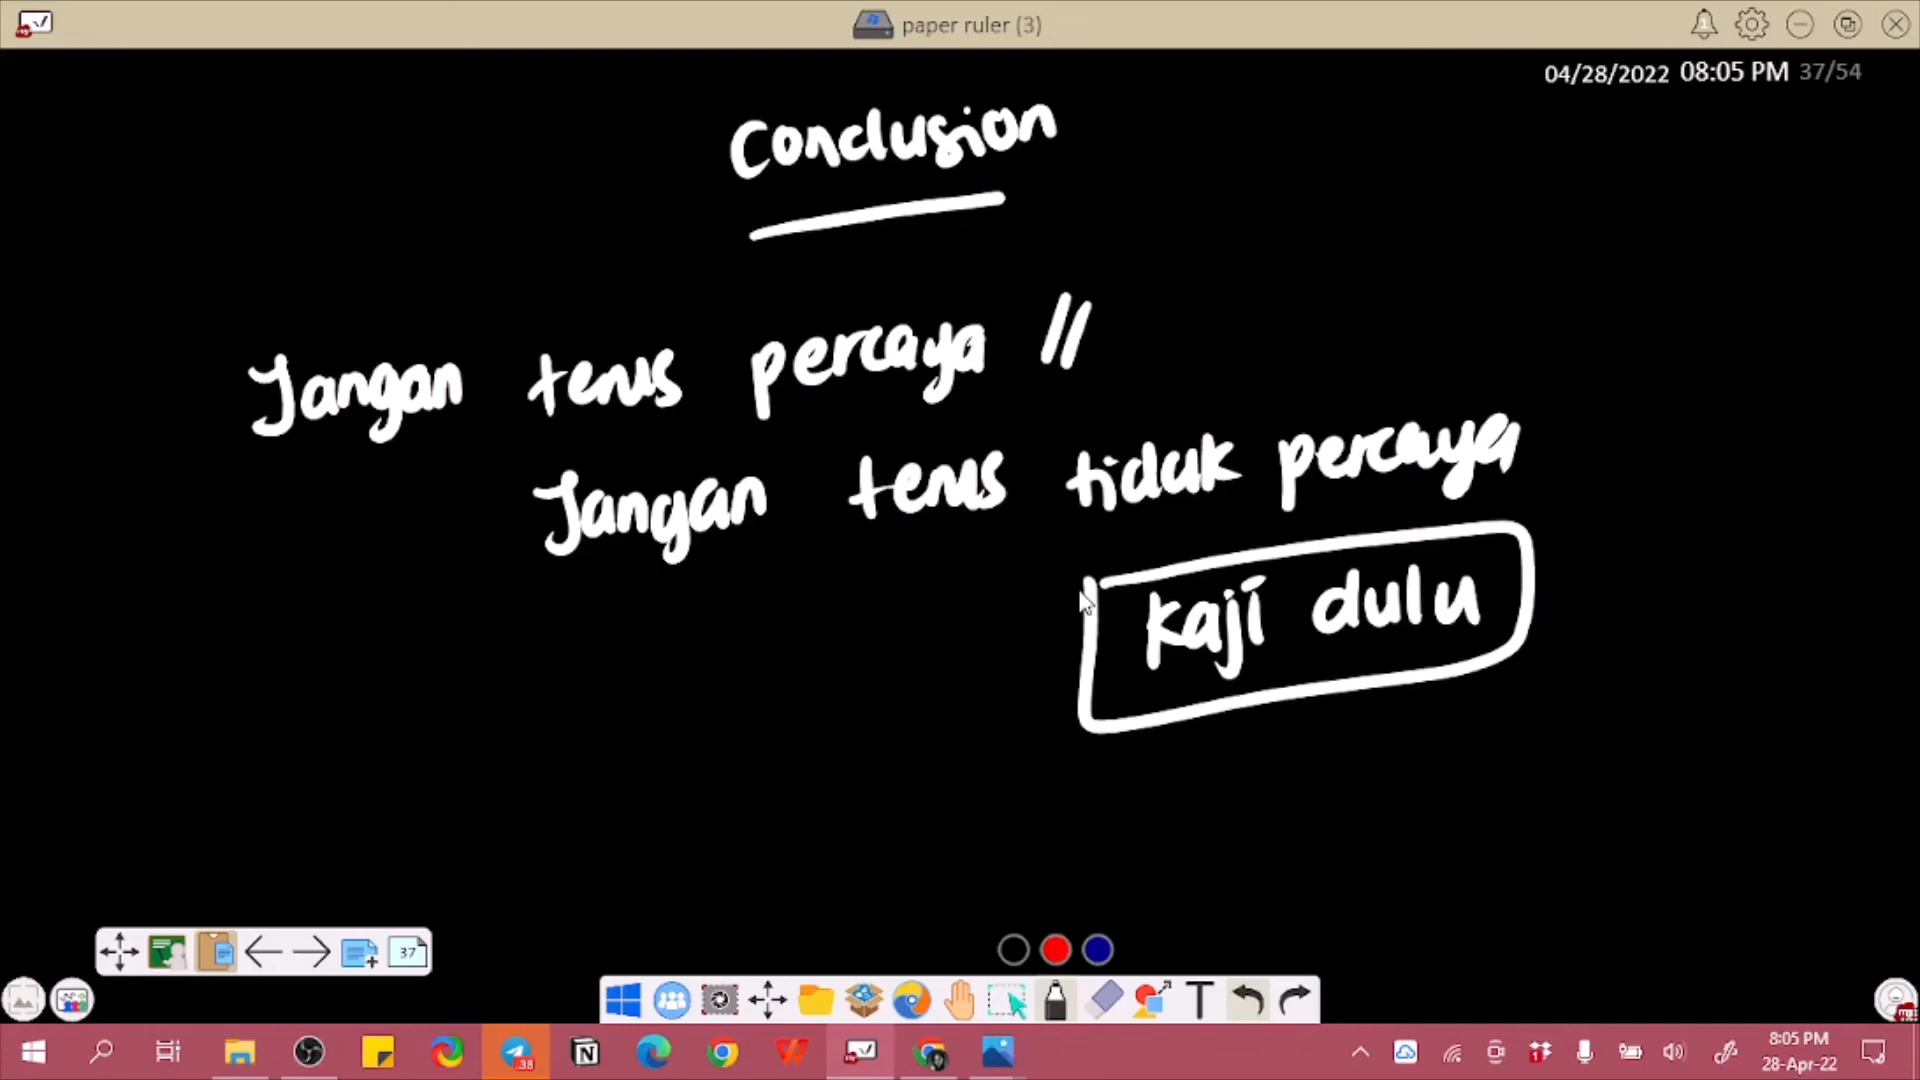 paper ruler (3)
04/28/2022 08:05 PM 37/54
Conclusion
Jangan terus percaya //
Jangan terus tidak percaya
kaji dulu
37
38
8:05 PM
28-Apr-22